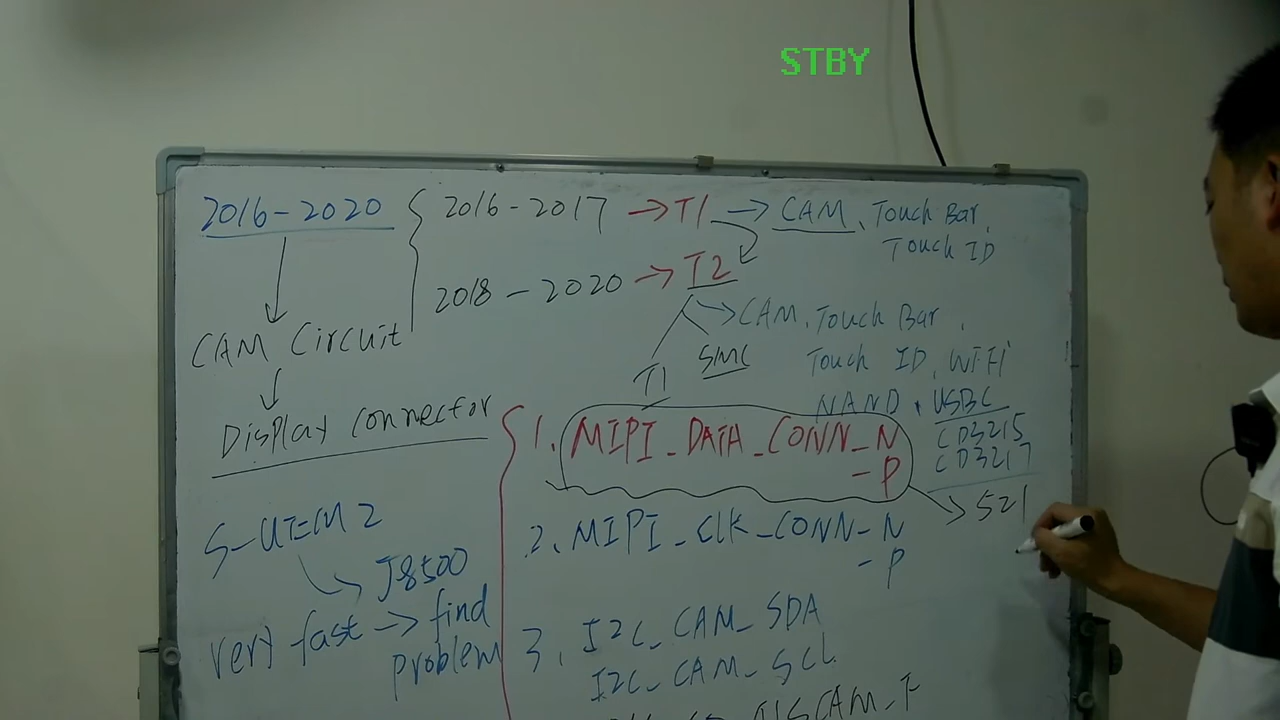 STBY
2016-2020
2016-2017 → T1 → CAM、Touch Bar,
Touch ID
2018-2020 → T2
CAM Circuit
CAM、Touch Bar,
T1
SMC
Touch ID、WIFI
NAND、USBC
CD3215
CD3217
Display connector
1、MIPI_DATA_CONN_N
-P
→ 521
2、MIPI_CLK_CONN_N
-P
J8500
very fast → find
problem
3、I2C_CAM_SDA
I2C_CAM_SCL